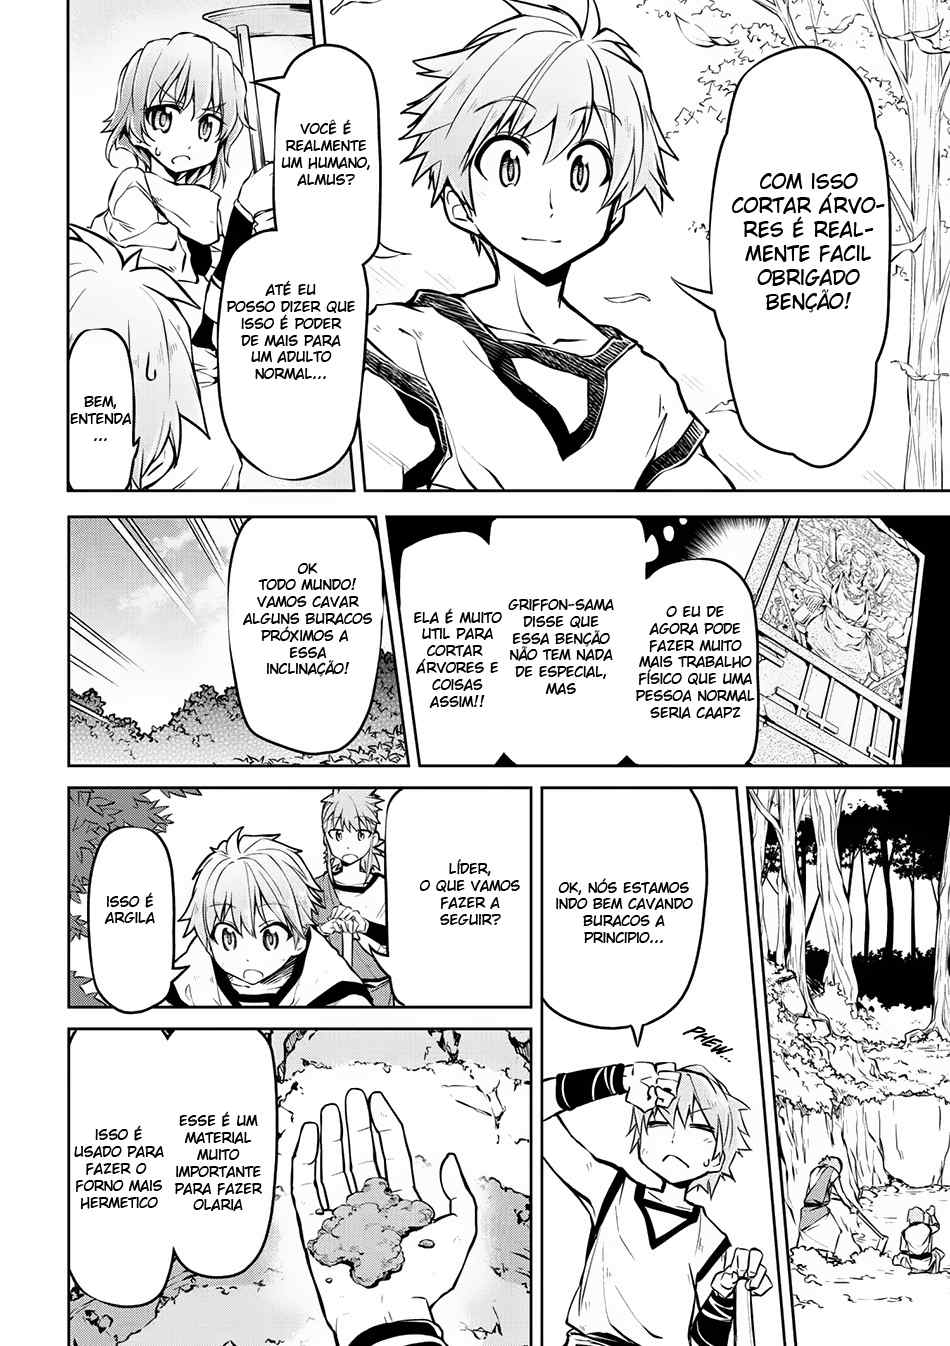 COM ISSO
CORTAR ÁRVO-
RES É REAL-
MENTE FACIL
OBRIGADO
BENÇÃO!
VOCÊ É
REALMENTE
UM HUMANO,
ALMUS?
ATÉ EU
POSSO DIZER QUE
ISSO É PODER
DE MAIS PARA
UM ADULTO
NORMAL...
BEM,
ENTENDA
...
O EU DE
AGORA PODE
FAZER MUITO
MAIS TRABALHO
FÍSICO QUE UMA
PESSOA NORMAL
SERIA CAAPZ
GRIFFON-SAMA
DISSE QUE
ESSA BENÇÃO
NÃO TEM NADA
DE ESPECIAL,
MAS
ELA É MUITO
UTIL PARA
CORTAR
ÁRVORES E
COISAS
ASSIM!!
OK
TODO MUNDO!
VAMOS CAVAR
ALGUNS BURACOS
PRÓXIMOS A
ESSA
INCLINAÇÃO!
OK, NÓS ESTAMOS
INDO BEM CAVANDO
BURACOS A
PRINCIPIO...
PHEW...
LÍDER,
O QUE VAMOS
FAZER A
SEGUIR?
ISSO É
ARGILA
ESSE É UM
MATERIAL
MUITO
IMPORTANTE
PARA FAZER
OLARIA
ISSO É
USADO PARA
FAZER O
FORNO MAIS
HERMETICO